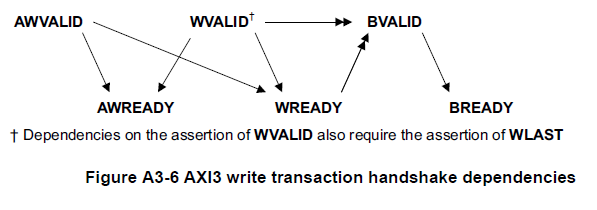 AWVALID WVALID† BVALID
AWREADY WREADY BREADY
† Dependencies on the assertion of WVALID also require the assertion of WLAST
Figure A3-6 AXI3 write transaction handshake dependencies